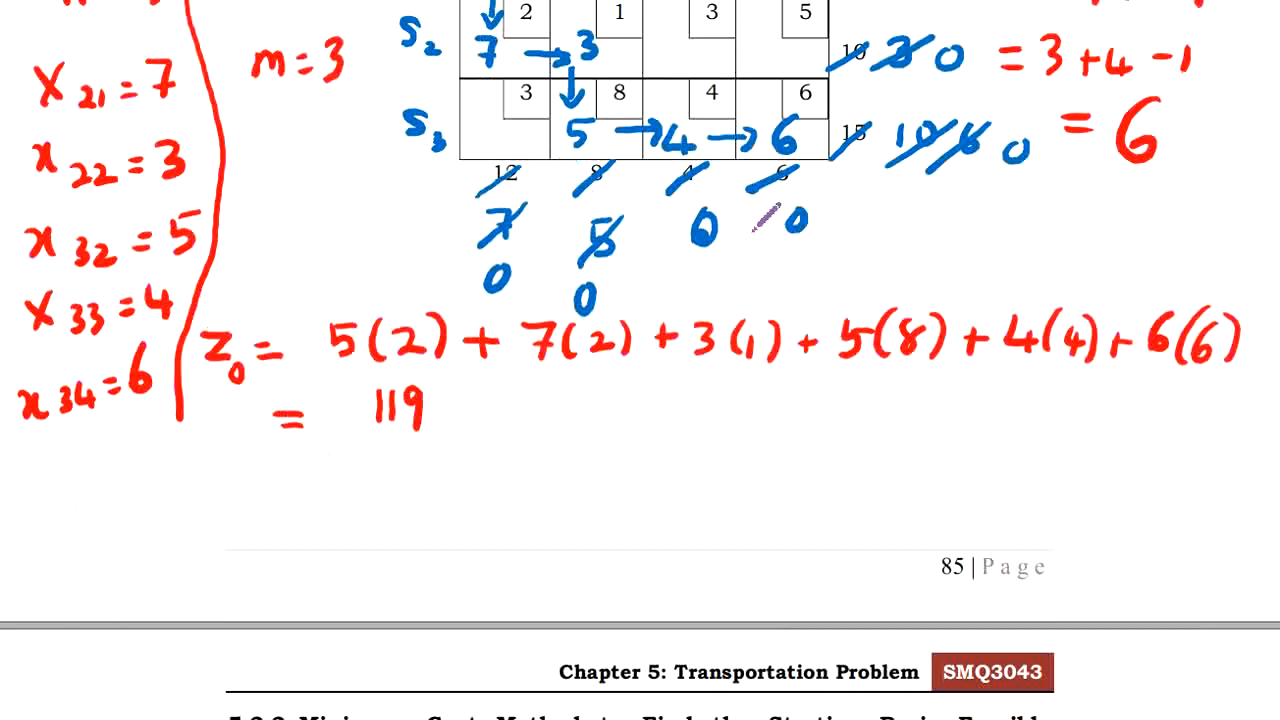 2 1 3 5
S2 7 → 3 10 3 0
m = 3
= 3 + 4 - 1
x21 = 7
3 8 4 6
S3 5 → 4 → 6 15 10 6 0
= 6
x22 = 3
12 8 4 6
7 5 0 0
x32 = 5
0 0
x33 = 4
Z0 = 5(2) + 7(2) + 3(1) + 5(8) + 4(4) + 6(6)
x34 = 6
= 119
85 | Page
Chapter 5: Transportation Problem SMQ3043